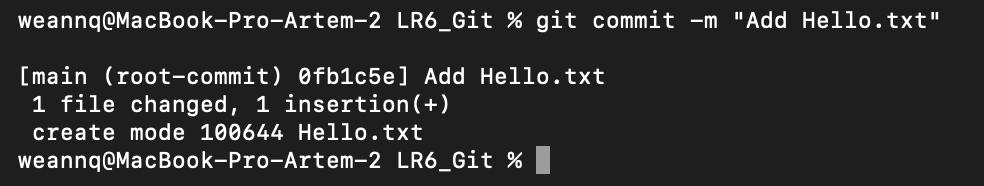 weannq@MacBook-Pro-Artem-2 LR6_Git % git commit -m "Add Hello.txt"
[main (root-commit) 0fb1c5e] Add Hello.txt
1 file changed, 1 insertion(+)
create mode 100644 Hello.txt
weannq@MacBook-Pro-Artem-2 LR6_Git %